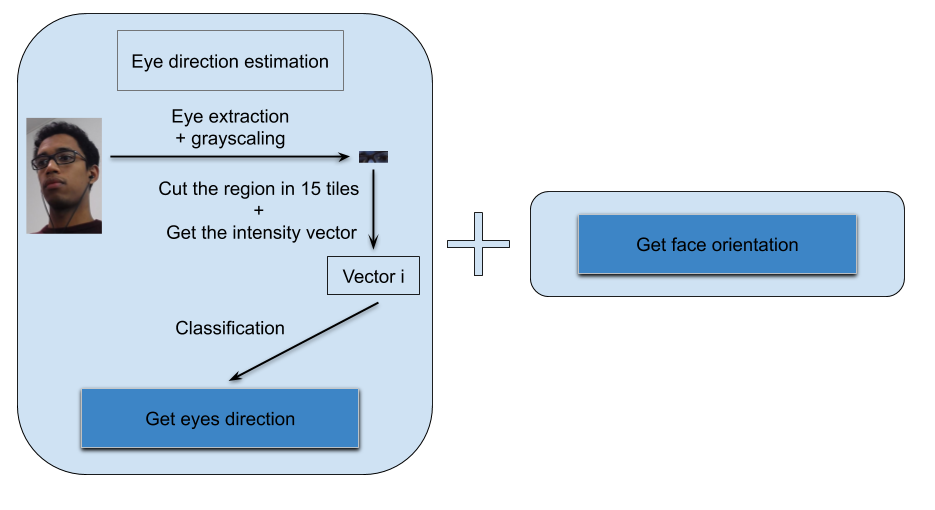 Eye direction estimation
Eye extraction
+ grayscaling
Cut the region in 15 tiles
+
Get the intensity vector
Vector i
Classification
Get eyes direction
Get face orientation